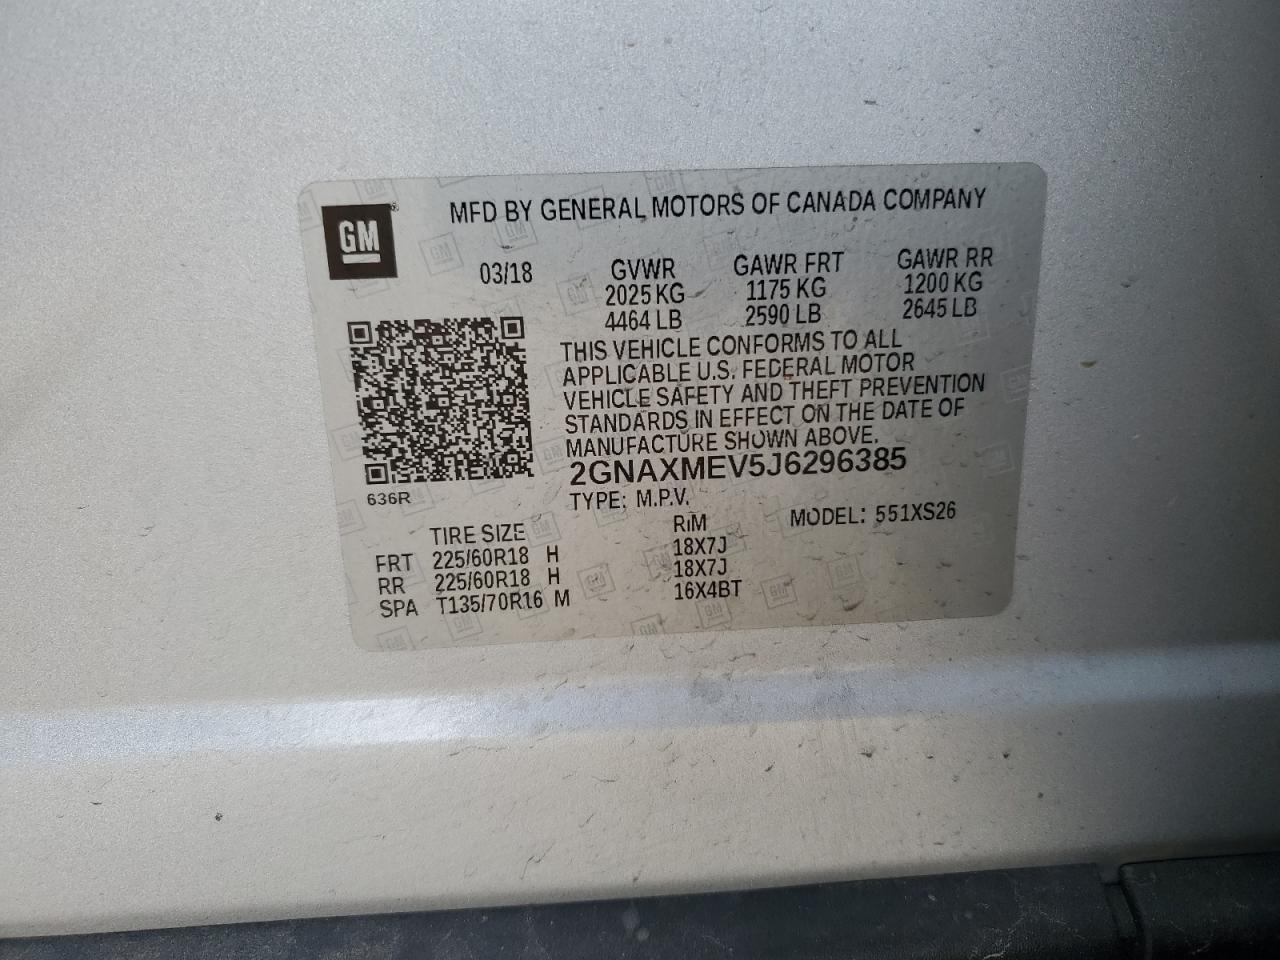 GM®
MFD BY GENERAL MOTORS OF CANADA COMPANY
03/18 GVWR GAWR FRT GAWR RR
2025 KG 1175 KG 1200 KG
4464 LB 2590 LB 2645 LB
THIS VEHICLE CONFORMS TO ALL
APPLICABLE U.S. FEDERAL MOTOR
VEHICLE SAFETY AND THEFT PREVENTION
STANDARDS IN EFFECT ON THE DATE OF
MANUFACTURE SHOWN ABOVE.
2GNAXMEV5J6296385
636R
TYPE: M.P.V.
MODEL: 551XS26
TIRE SIZE RIM
FRT 225/60R18 H 18X7J
RR 225/60R18 H 18X7J
SPA T135/70R16 M 16X4BT